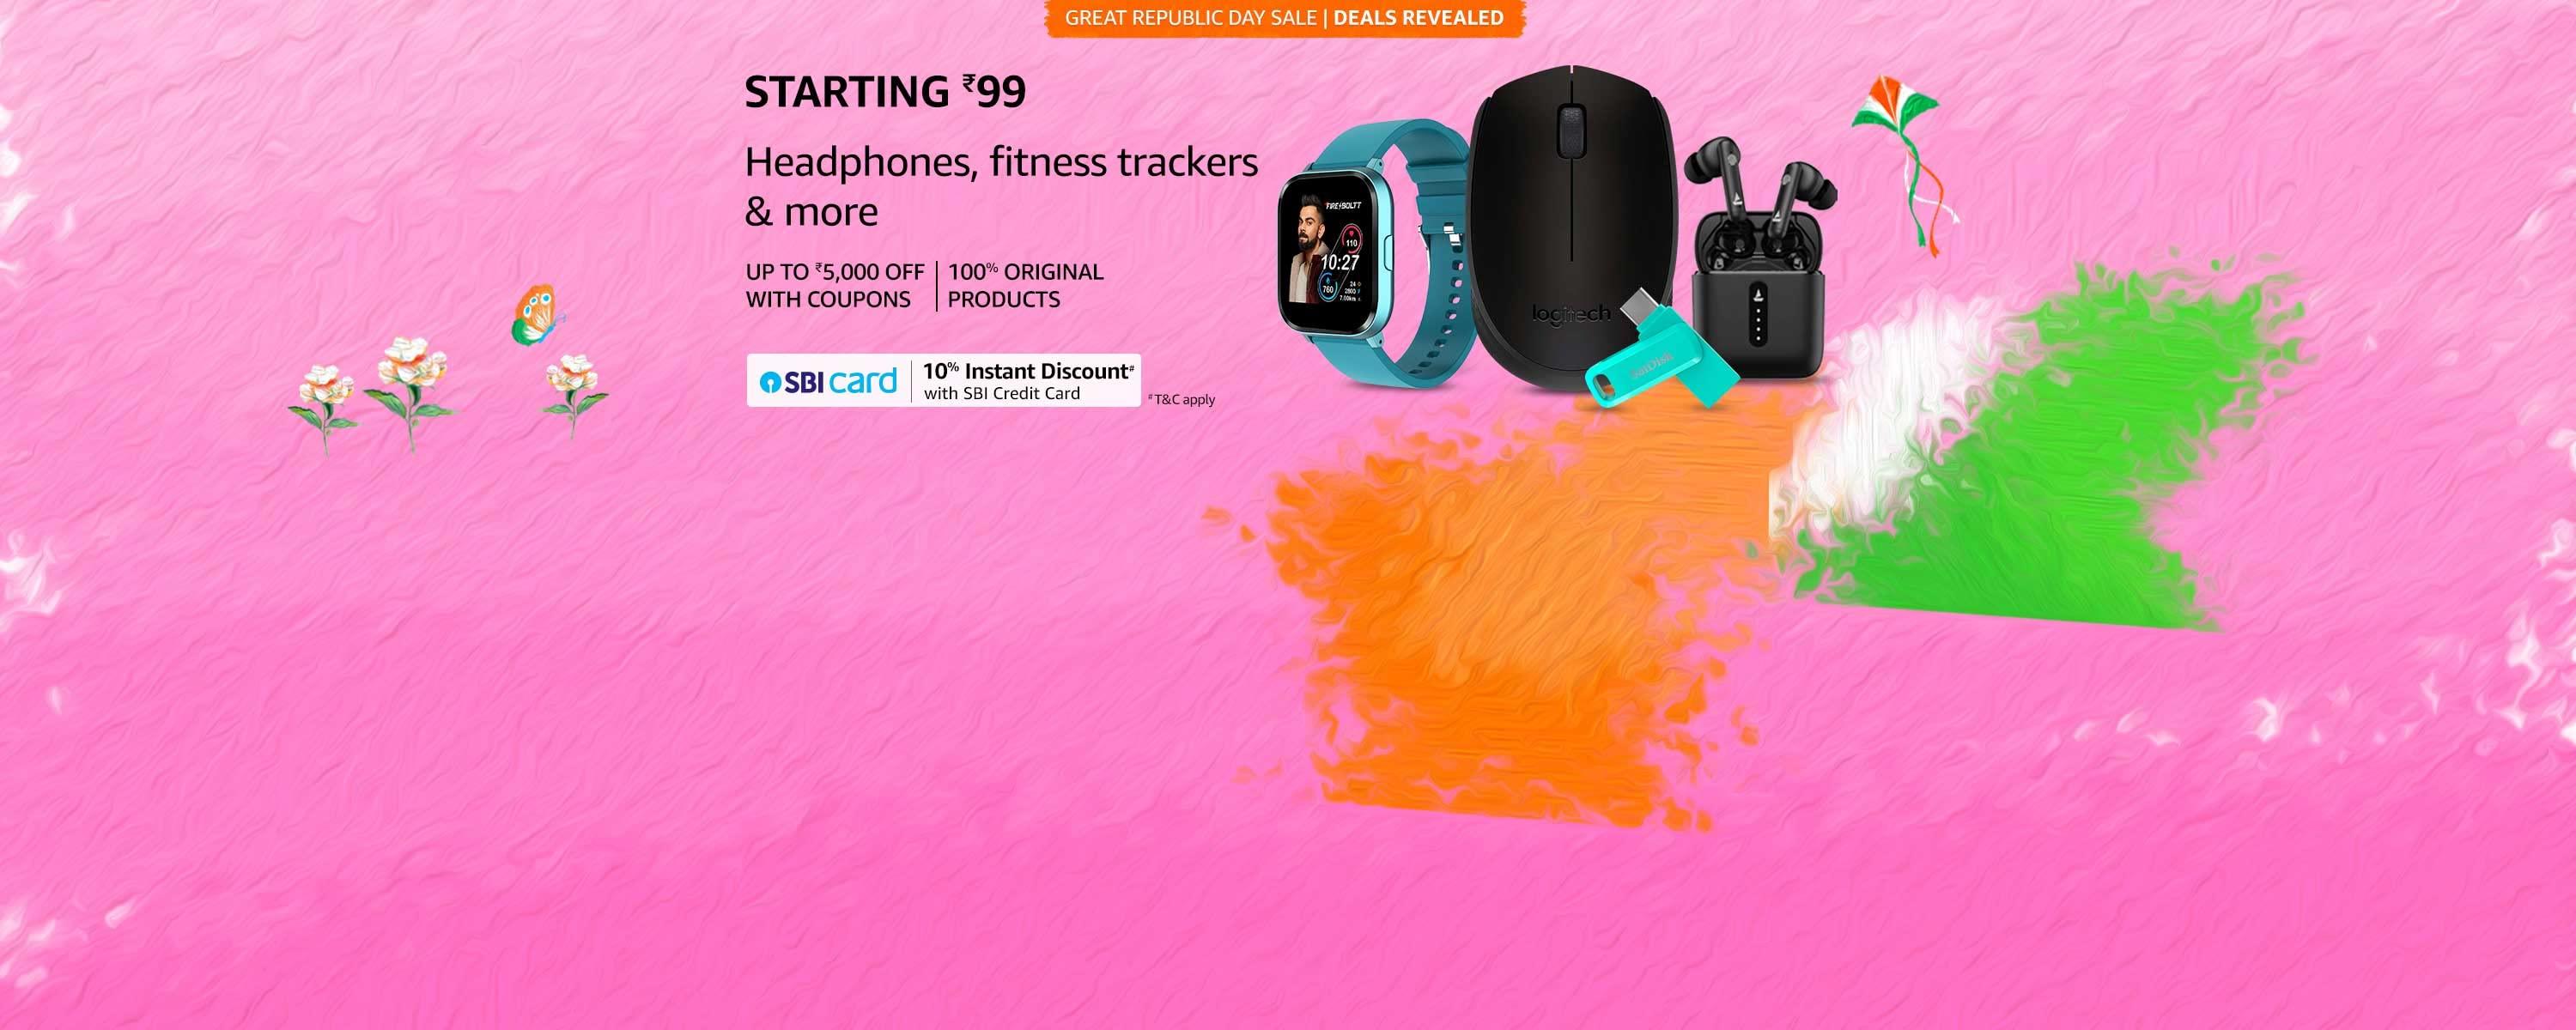 GREAT REPUBLIC DAY SALE | DEALS REVEALED
STARTING ₹99
Headphones, fitness trackers
& more
UP TO ₹5,000 OFF
WITH COUPONS
100% ORIGINAL
PRODUCTS
SBI card
10% Instant Discount#
with SBI Credit Card
#T&C apply
FIRE-BOLTT
110
10:27
760
logitech
SanDisk